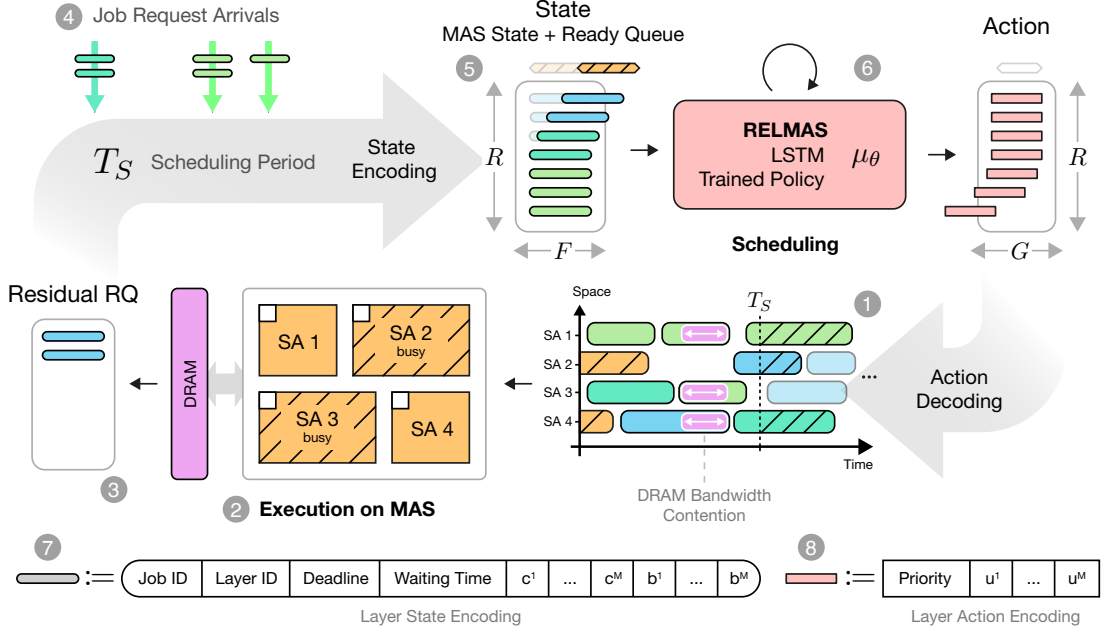 4 Job Request Arrivals
State
MAS State + Ready Queue
Action
5
6
T_S Scheduling Period
State
Encoding
R
RELMAS
LSTM
Trained Policy
μ_θ
R
F
Scheduling
G
Residual RQ
DRAM
SA 1
SA 2
busy
SA 3
busy
SA 4
3
2 Execution on MAS
Space
T_S
1
SA 1
SA 2
SA 3
SA 4
...
Time
DRAM Bandwidth
Contention
Action
Decoding
7
:= Job ID Layer ID Deadline Waiting Time c¹ ... cᴹ b¹ ... bᴹ
Layer State Encoding
8
:= Priority u¹ ... uᴹ
Layer Action Encoding